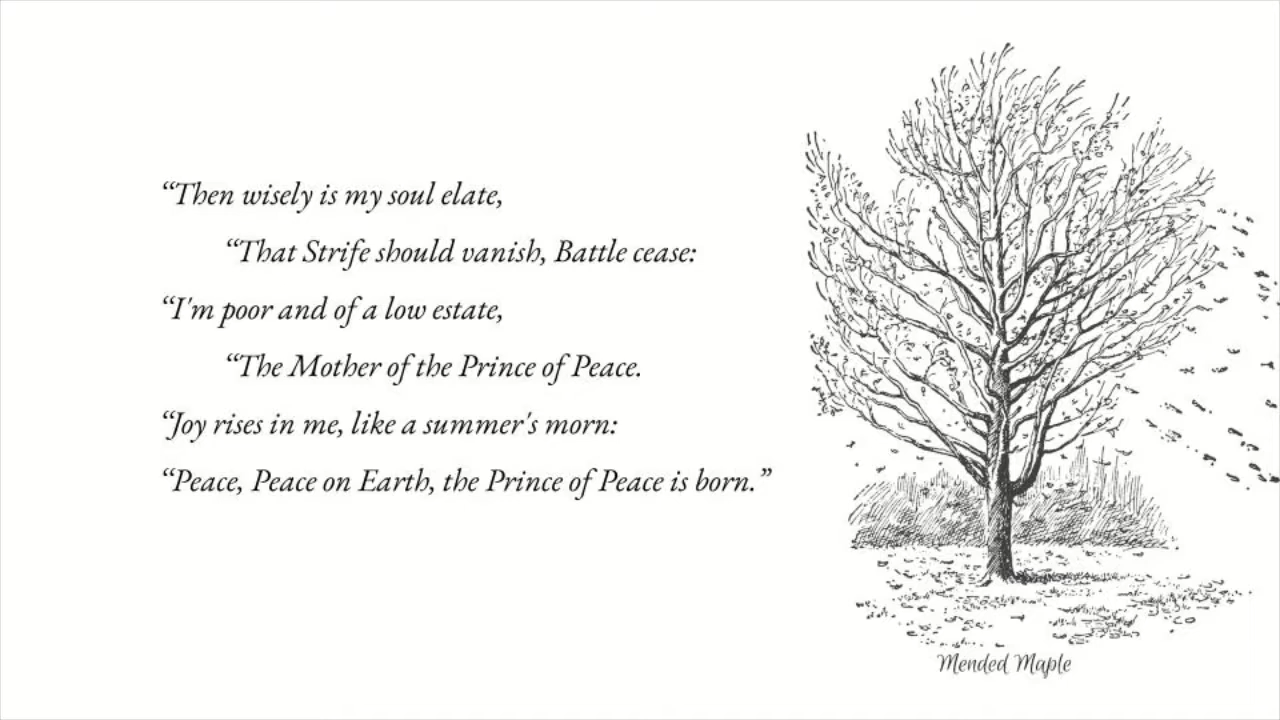 “Then wisely is my soul elate,
“That Strife should vanish, Battle cease:
“I'm poor and of a low estate,
“The Mother of the Prince of Peace.
“Joy rises in me, like a summer's morn:
“Peace, Peace on Earth, the Prince of Peace is born.”
Mended Maple